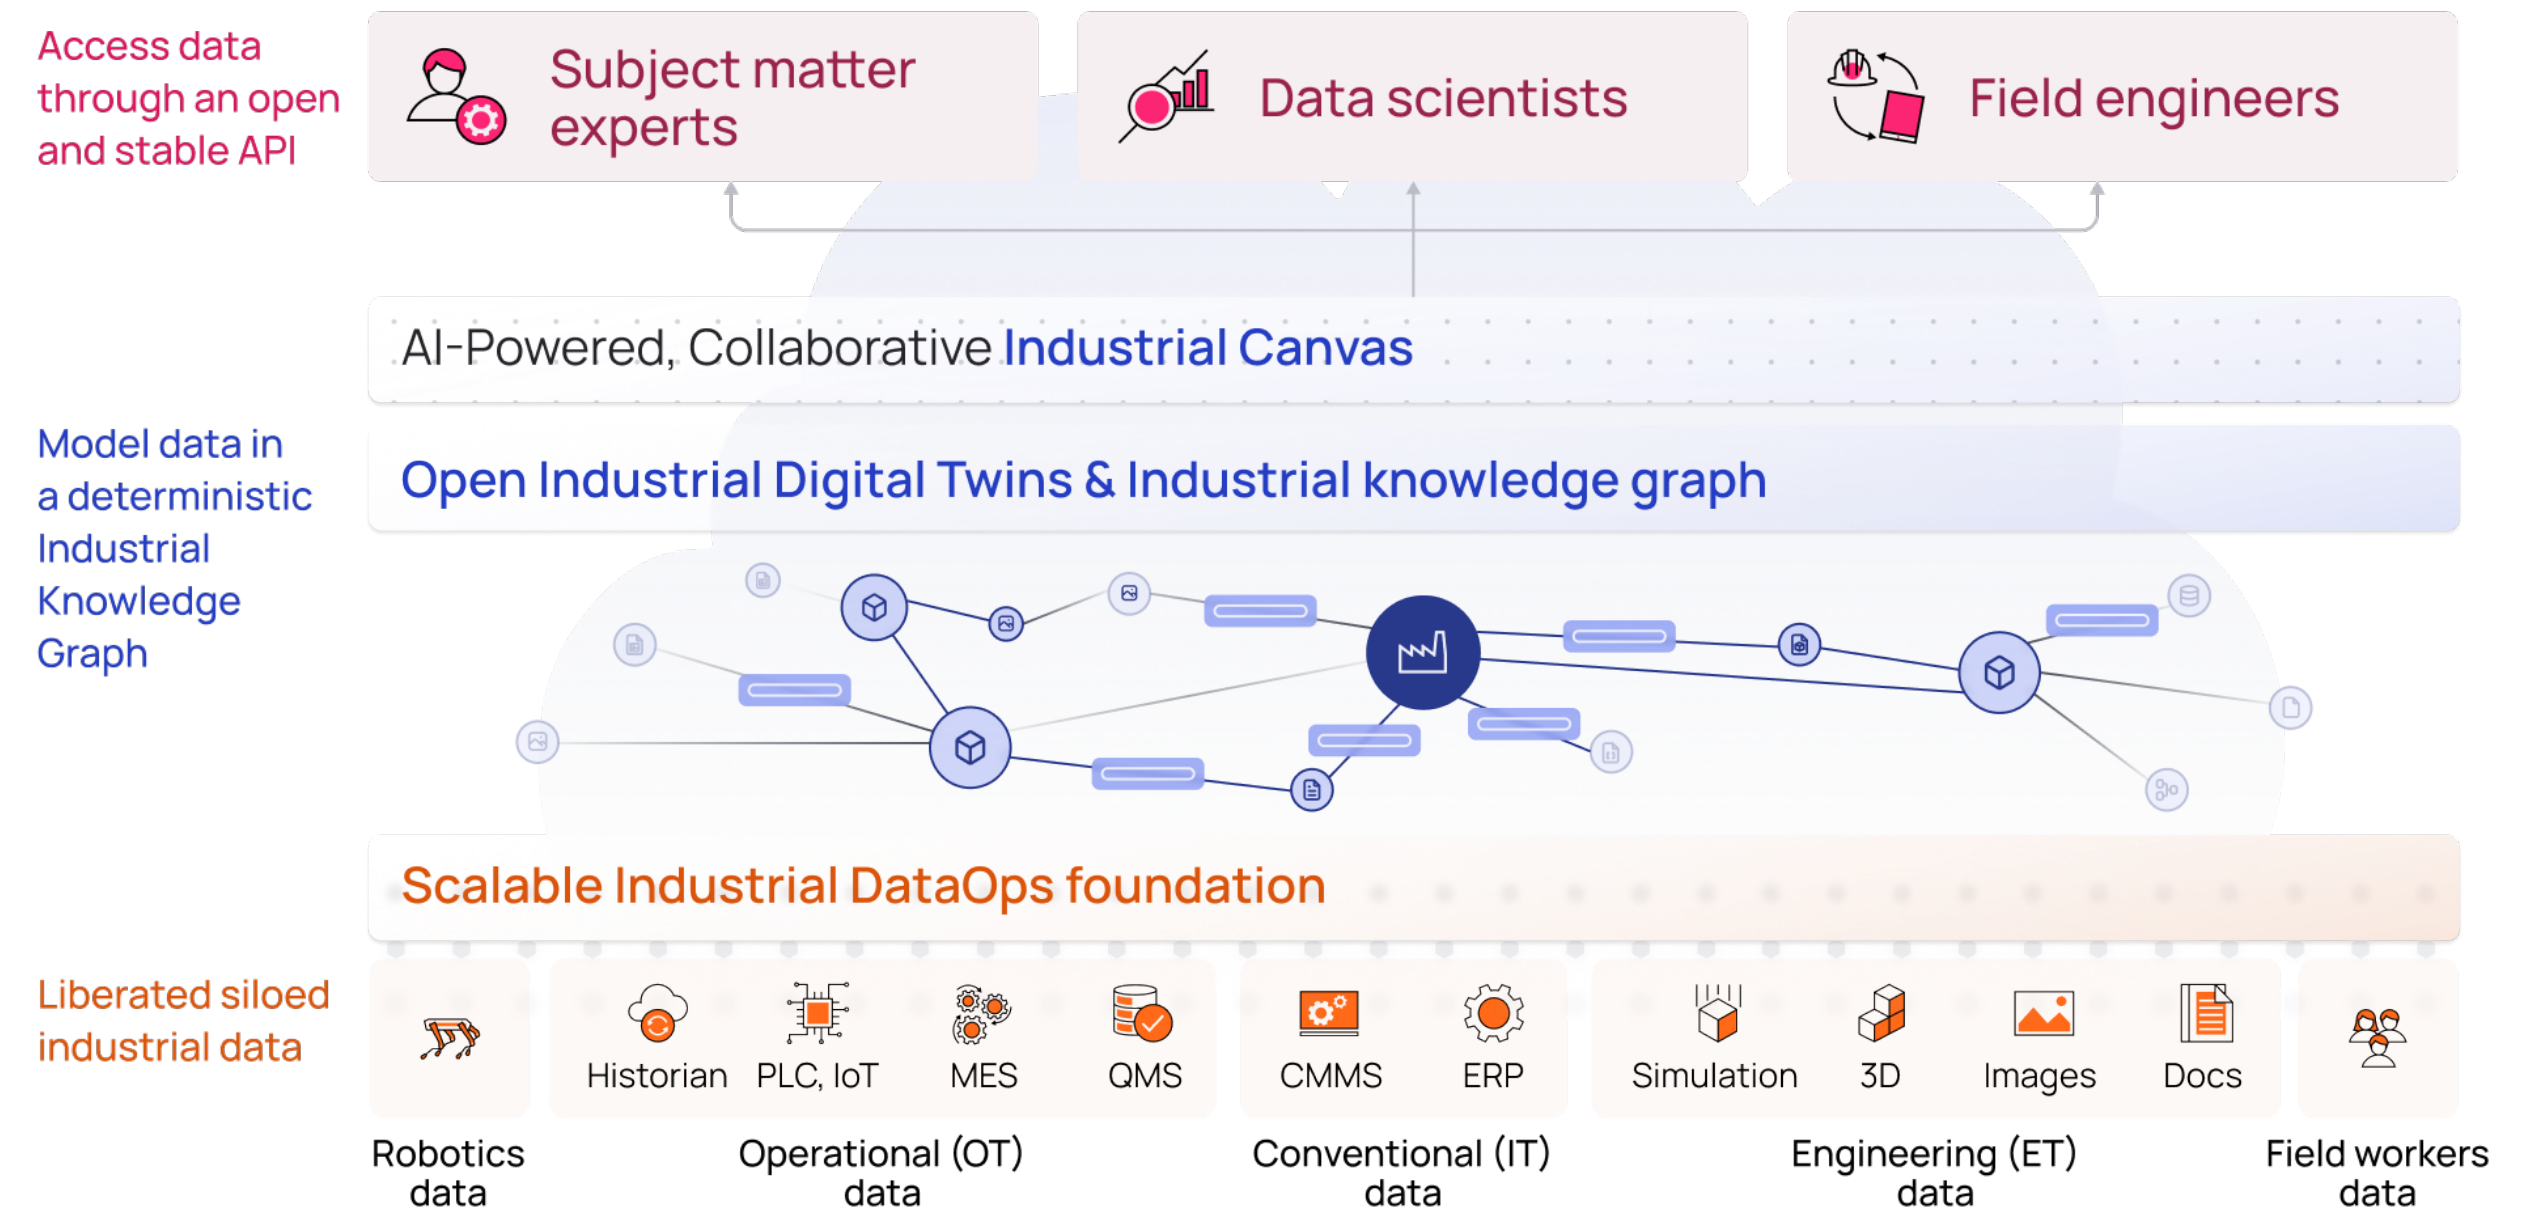 Access data
through an open
and stable API
Subject matter
experts
Data scientists
Field engineers
AI-Powered, Collaborative Industrial Canvas
Model data in
a deterministic
Industrial
Knowledge
Graph
Open Industrial Digital Twins & Industrial knowledge graph
Scalable Industrial DataOps foundation
Liberated siloed
industrial data
Historian
PLC, IoT
MES
QMS
CMMS
ERP
Simulation
3D
Images
Docs
Robotics
data
Operational (OT)
data
Conventional (IT)
data
Engineering (ET)
data
Field workers
data